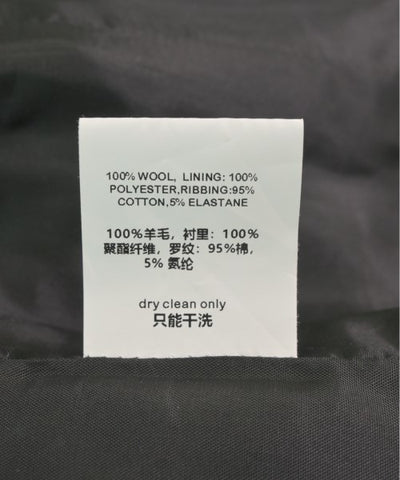 100% WOOL, LINING: 100%
POLYESTER,RIBBING:95%
COTTON,5% ELASTANE
100%羊毛，衬里：100%
聚酯纤维，罗纹：95%棉，
5% 氨纶
dry clean only
只能干洗